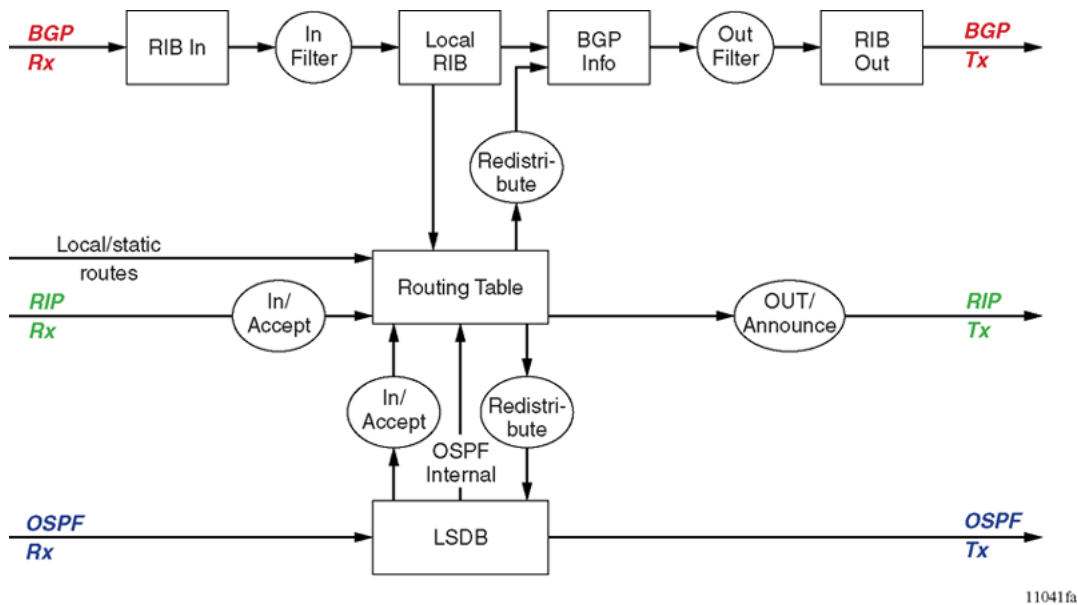 BGP
Rx
RIB In
In
Filter
Local
RIB
BGP
Info
Out
Filter
RIB
Out
BGP
Tx
Redistri-
bute
Local/static
routes
Routing Table
RIP
Rx
In/
Accept
OUT/
Announce
RIP
Tx
In/
Accept
OSPF
Internal
Redistri-
bute
OSPF
Rx
LSDB
OSPF
Tx
11041fa